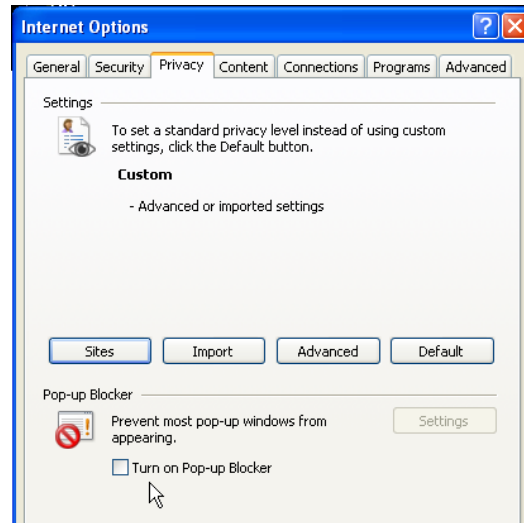 Internet Options
General Security Privacy Content Connections Programs Advanced
Settings
To set a standard privacy level instead of using custom
settings, click the Default button.
Custom
- Advanced or imported settings
Sites Import Advanced Default
Pop-up Blocker
Prevent most pop-up windows from
appearing.
Settings
Turn on Pop-up Blocker